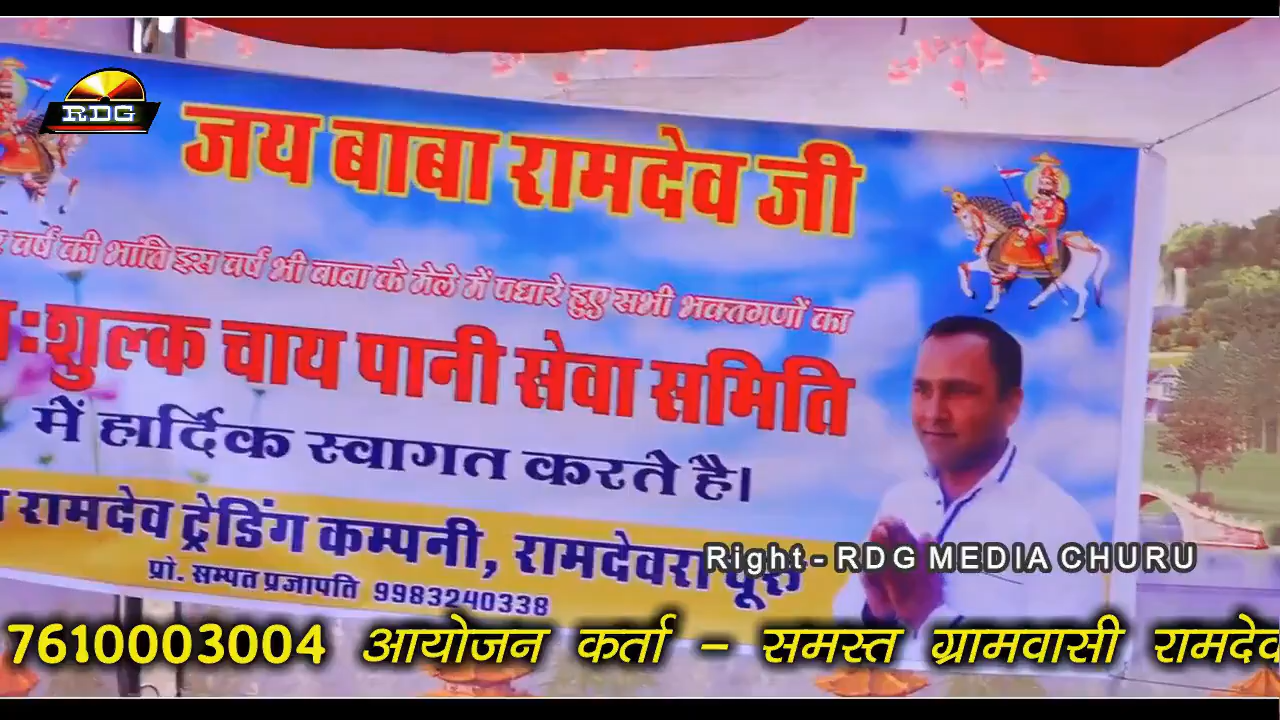 RDG
जय बाबा रामदेव जी
वर्ष की भांति इस वर्ष भी बाबा के मेले में पधारे हुए सभी भक्तगणों का
:शुल्क चाय पानी सेवा समिति
में हार्दिक स्वागत करते है।
रामदेव ट्रेडिंग कम्पनी, रामदेवरा चूरु
प्रो. सम्पत प्रजापति 9983240338
Right - RDG MEDIA CHURU
7610003004 आयोजन कर्ता – समस्त ग्रामवासी रामदेव